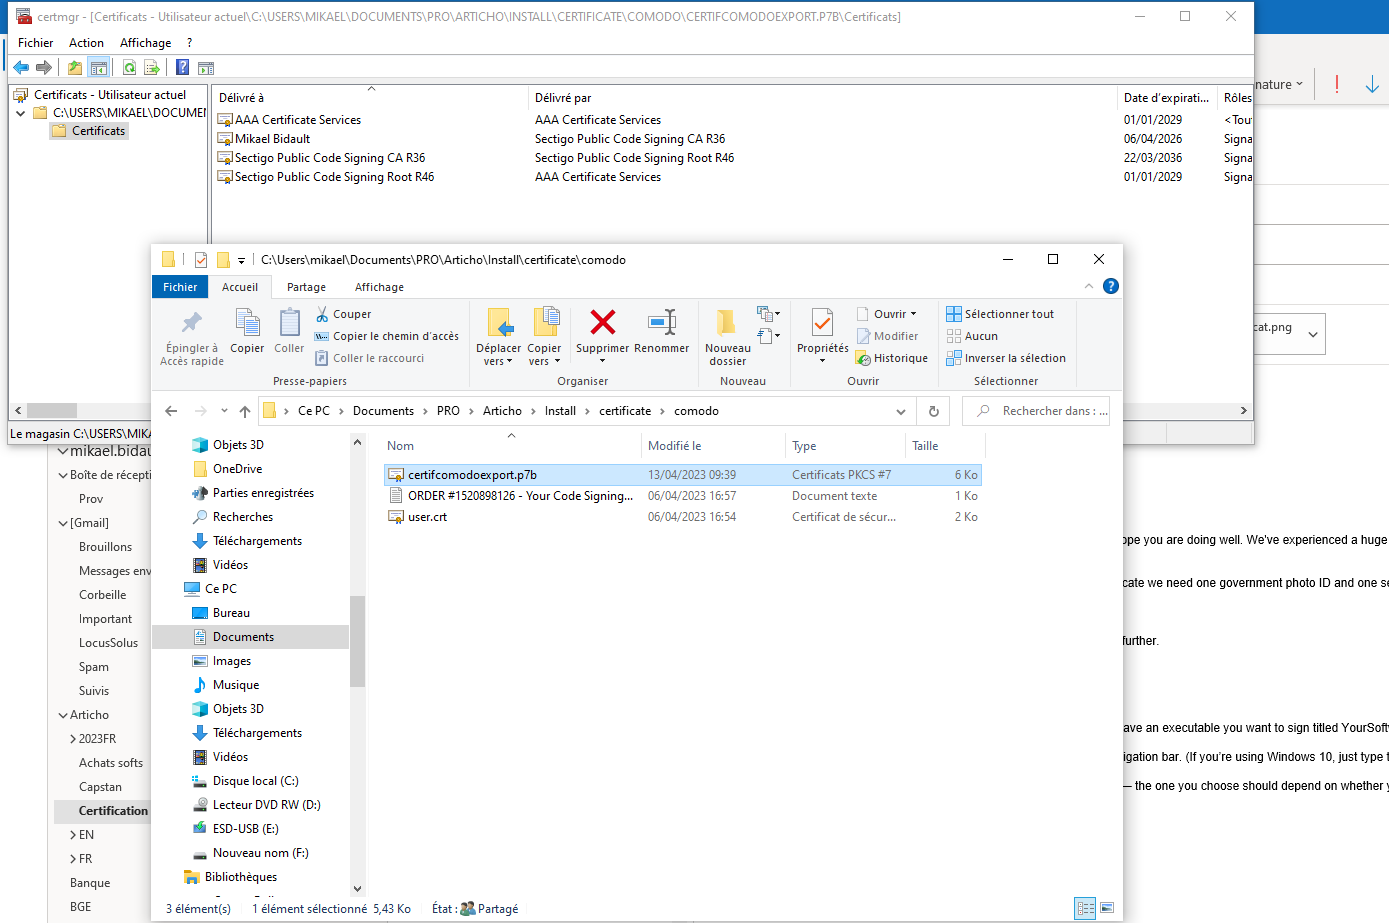 certmgr - [Certificats - Utilisateur actuel\C:\USERS\MIKAEL\DOCUMENTS\PRO\ARTICHO\INSTALL\CERTIFICATE\COMODO\CERTIFCOMODOEXPORT.P7B\Certificats]
Fichier Action Affichage ?
Certificats - Utilisateur actuel
C:\USERS\MIKAEL\DOCUME
Certificats
Délivré à Délivré par Date d'expirati... Rôles
AAA Certificate Services AAA Certificate Services 01/01/2029 <Tou
Mikael Bidault Sectigo Public Code Signing CA R36 06/04/2026 Signa
Sectigo Public Code Signing CA R36 Sectigo Public Code Signing Root R46 22/03/2036 Signa
Sectigo Public Code Signing Root R46 AAA Certificate Services 01/01/2029 Signa
Le magasin C:\USERS\MIKA
nature
cat.png
C:\Users\mikael\Documents\PRO\Articho\Install\certificate\comodo
Fichier Accueil Partage Affichage
Épingler à Accès rapide
Copier
Coller
Couper
Copier le chemin d'accès
Coller le raccourci
Presse-papiers
Déplacer vers
Copier vers
Supprimer
Renommer
Organiser
Nouveau dossier
Nouveau
Propriétés
Ouvrir
Modifier
Historique
Ouvrir
Sélectionner tout
Aucun
Inverser la sélection
Sélectionner
Ce PC > Documents > PRO > Articho > Install > certificate > comodo
Rechercher dans : ...
Nom Modifié le Type Taille
certifcomodoexport.p7b 13/04/2023 09:39 Certificats PKCS #7 6 Ko
ORDER #1520898126 - Your Code Signing... 06/04/2023 16:57 Document texte 1 Ko
user.crt 06/04/2023 16:54 Certificat de sécur... 2 Ko
Objets 3D
OneDrive
Parties enregistrées
Recherches
Téléchargements
Vidéos
Ce PC
Bureau
Documents
Images
Musique
Objets 3D
Téléchargements
Vidéos
Disque local (C:)
Lecteur DVD RW (D:)
ESD-USB (E:)
Nouveau nom (F:)
Bibliothèques
3 élément(s) 1 élément sélectionné 5,43 Ko État : Partagé
mikael.bidau
Boîte de récepti
Prov
[Gmail]
Brouillons
Messages env
Corbeille
Important
LocusSolus
Spam
Suivis
Articho
2023FR
Achats softs
Capstan
Certification
EN
FR
Banque
BGE
ope you are doing well. We've experienced a huge
cate we need one government photo ID and one se
further.
ave an executable you want to sign titled YourSoft
igation bar. (If you're using Windows 10, just type t
— the one you choose should depend on whether y